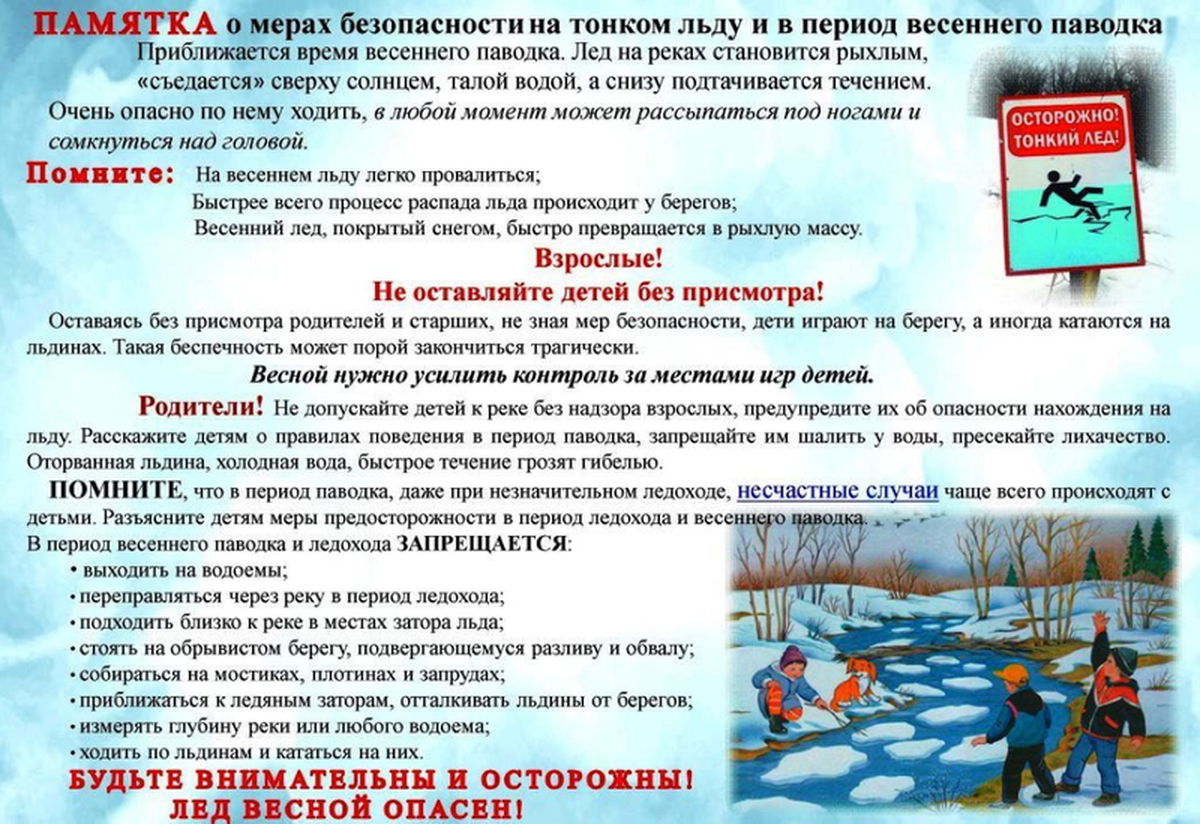 ПАМЯТКА о мерах безопасности на тонком льду и в период весеннего паводка
Приближается время весеннего паводка. Лед на реках становится рыхлым,
«съедается» сверху солнцем, талой водой, а снизу подтачивается течением.
Очень опасно по нему ходить, в любой момент может рассыпаться под ногами и
сомкнуться над головой.
ОСТОРОЖНО!
ТОНКИЙ ЛЕД!
Помните: На весеннем льду легко провалиться;
Быстрее всего процесс распада льда происходит у берегов;
Весенний лед, покрытый снегом, быстро превращается в рыхлую массу.
Взрослые!
Не оставляйте детей без присмотра!
Оставаясь без присмотра родителей и старших, не зная мер безопасности, дети играют на берегу, а иногда катаются на
льдинах. Такая беспечность может порой закончиться трагически.
Весной нужно усилить контроль за местами игр детей.
Родители! Не допускайте детей к реке без надзора взрослых, предупредите их об опасности нахождения на
льду. Расскажите детям о правилах поведения в период паводка, запрещайте им шалить у воды, пресекайте лихачество.
Оторванная льдина, холодная вода, быстрое течение грозят гибелью.
ПОМНИТЕ, что в период паводка, даже при незначительном ледоходе, несчастные случаи чаще всего происходят с
детьми. Разъясните детям меры предосторожности в период ледохода и весеннего паводка.
В период весеннего паводка и ледохода ЗАПРЕЩАЕТСЯ:
• выходить на водоемы;
• переправляться через реку в период ледохода;
• подходить близко к реке в местах затора льда;
• стоять на обрывистом берегу, подвергающемуся разливу и обвалу;
• собираться на мостиках, плотинах и запрудах;
• приближаться к ледяным заторам, отталкивать льдины от берегов;
• измерять глубину реки или любого водоема;
• ходить по льдинам и кататься на них.
БУДЬТЕ ВНИМАТЕЛЬНЫ И ОСТОРОЖНЫ!
ЛЕД ВЕСНОЙ ОПАСЕН!